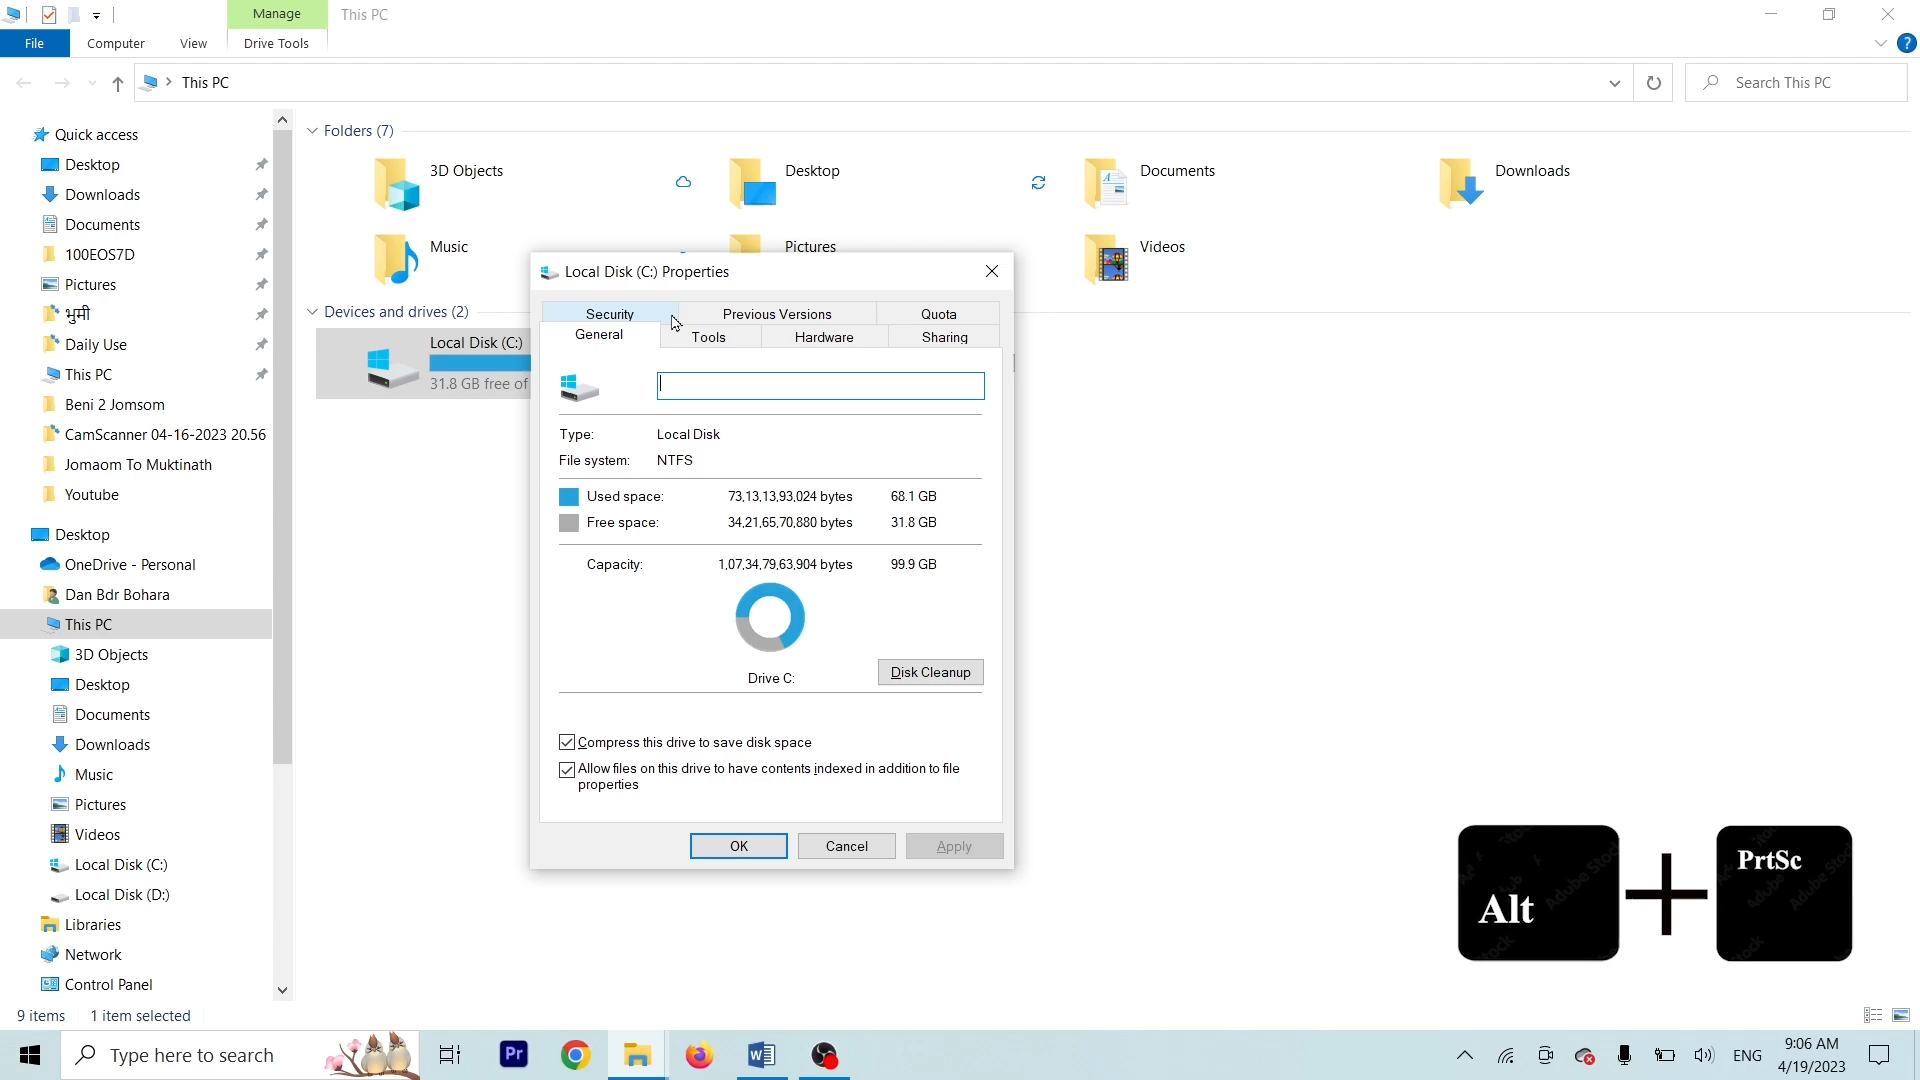 Manage
This PC
File
Computer
View
Drive Tools
This PC
Search This PC
Quick access
Desktop
Downloads
Documents
100EOS7D
Pictures
भुमी
Daily Use
This PC
Beni 2 Jomsom
CamScanner 04-16-2023 20.56
Jomaom To Muktinath
Youtube
Desktop
OneDrive - Personal
Dan Bdr Bohara
This PC
3D Objects
Desktop
Documents
Downloads
Music
Pictures
Videos
Local Disk (C:)
Local Disk (D:)
Libraries
Network
Control Panel
9 items
1 item selected
Folders (7)
3D Objects
Desktop
Documents
Downloads
Music
Pictures
Videos
Devices and drives (2)
Local Disk (C:)
31.8 GB free of
Local Disk (C:) Properties
Security
Previous Versions
Quota
General
Tools
Hardware
Sharing
Type: Local Disk
File system: NTFS
Used space: 73,13,13,93,024 bytes 68.1 GB
Free space: 34,21,65,70,880 bytes 31.8 GB
Capacity: 1,07,34,79,63,904 bytes 99.9 GB
Drive C:
Disk Cleanup
Compress this drive to save disk space
Allow files on this drive to have contents indexed in addition to file
properties
OK
Cancel
Apply
Alt
PrtSc
Type here to search
Pr
ENG
9:06 AM
4/19/2023